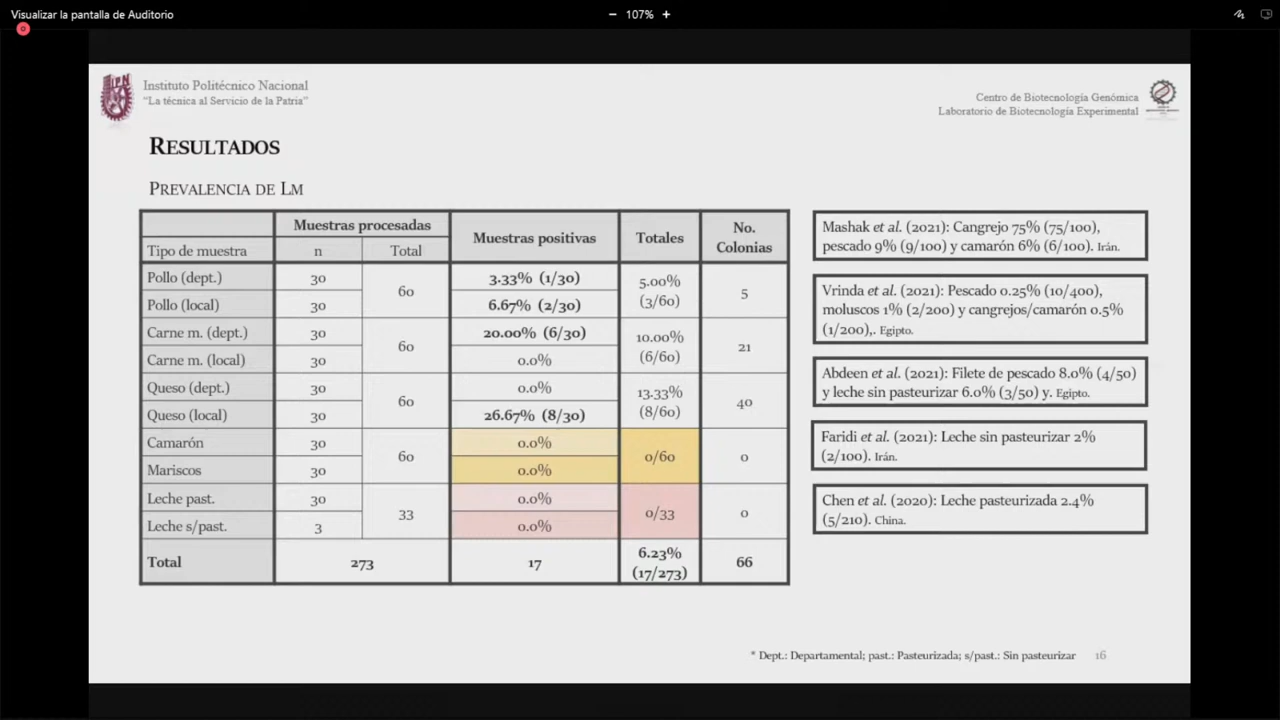 Visualizar la pantalla de Auditorio
− 107% +
Instituto Politécnico Nacional
"La técnica al Servicio de la Patria"
Centro de Biotecnología Genómica
Laboratorio de Biotecnología Experimental
RESULTADOS
PREVALENCIA DE LM
Muestras procesadas Muestras positivas Totales No. Colonias
Tipo de muestra n Total
Pollo (dept.) 30 60 3.33% (1/30) 5.00% (3/60) 5
Pollo (local) 30 6.67% (2/30)
Carne m. (dept.) 30 60 20.00% (6/30) 10.00% (6/60) 21
Carne m. (local) 30 0.0%
Queso (dept.) 30 60 0.0% 13.33% (8/60) 40
Queso (local) 30 26.67% (8/30)
Camarón 30 60 0.0% 0/60 0
Mariscos 30 0.0%
Leche past. 30 33 0.0% 0/33 0
Leche s/past. 3 0.0%
Total 273 17 6.23% (17/273) 66
Mashak et al. (2021): Cangrejo 75% (75/100),
pescado 9% (9/100) y camarón 6% (6/100). Irán.
Vrinda et al. (2021): Pescado 0.25% (10/400),
moluscos 1% (2/200) y cangrejos/camarón 0.5%
(1/200),. Egipto.
Abdeen et al. (2021): Filete de pescado 8.0% (4/50)
y leche sin pasteurizar 6.0% (3/50) y. Egipto.
Faridi et al. (2021): Leche sin pasteurizar 2%
(2/100). Irán.
Chen et al. (2020): Leche pasteurizada 2.4%
(5/210). China.
* Dept.: Departamental; past.: Pasteurizada; s/past.: Sin pasteurizar 16